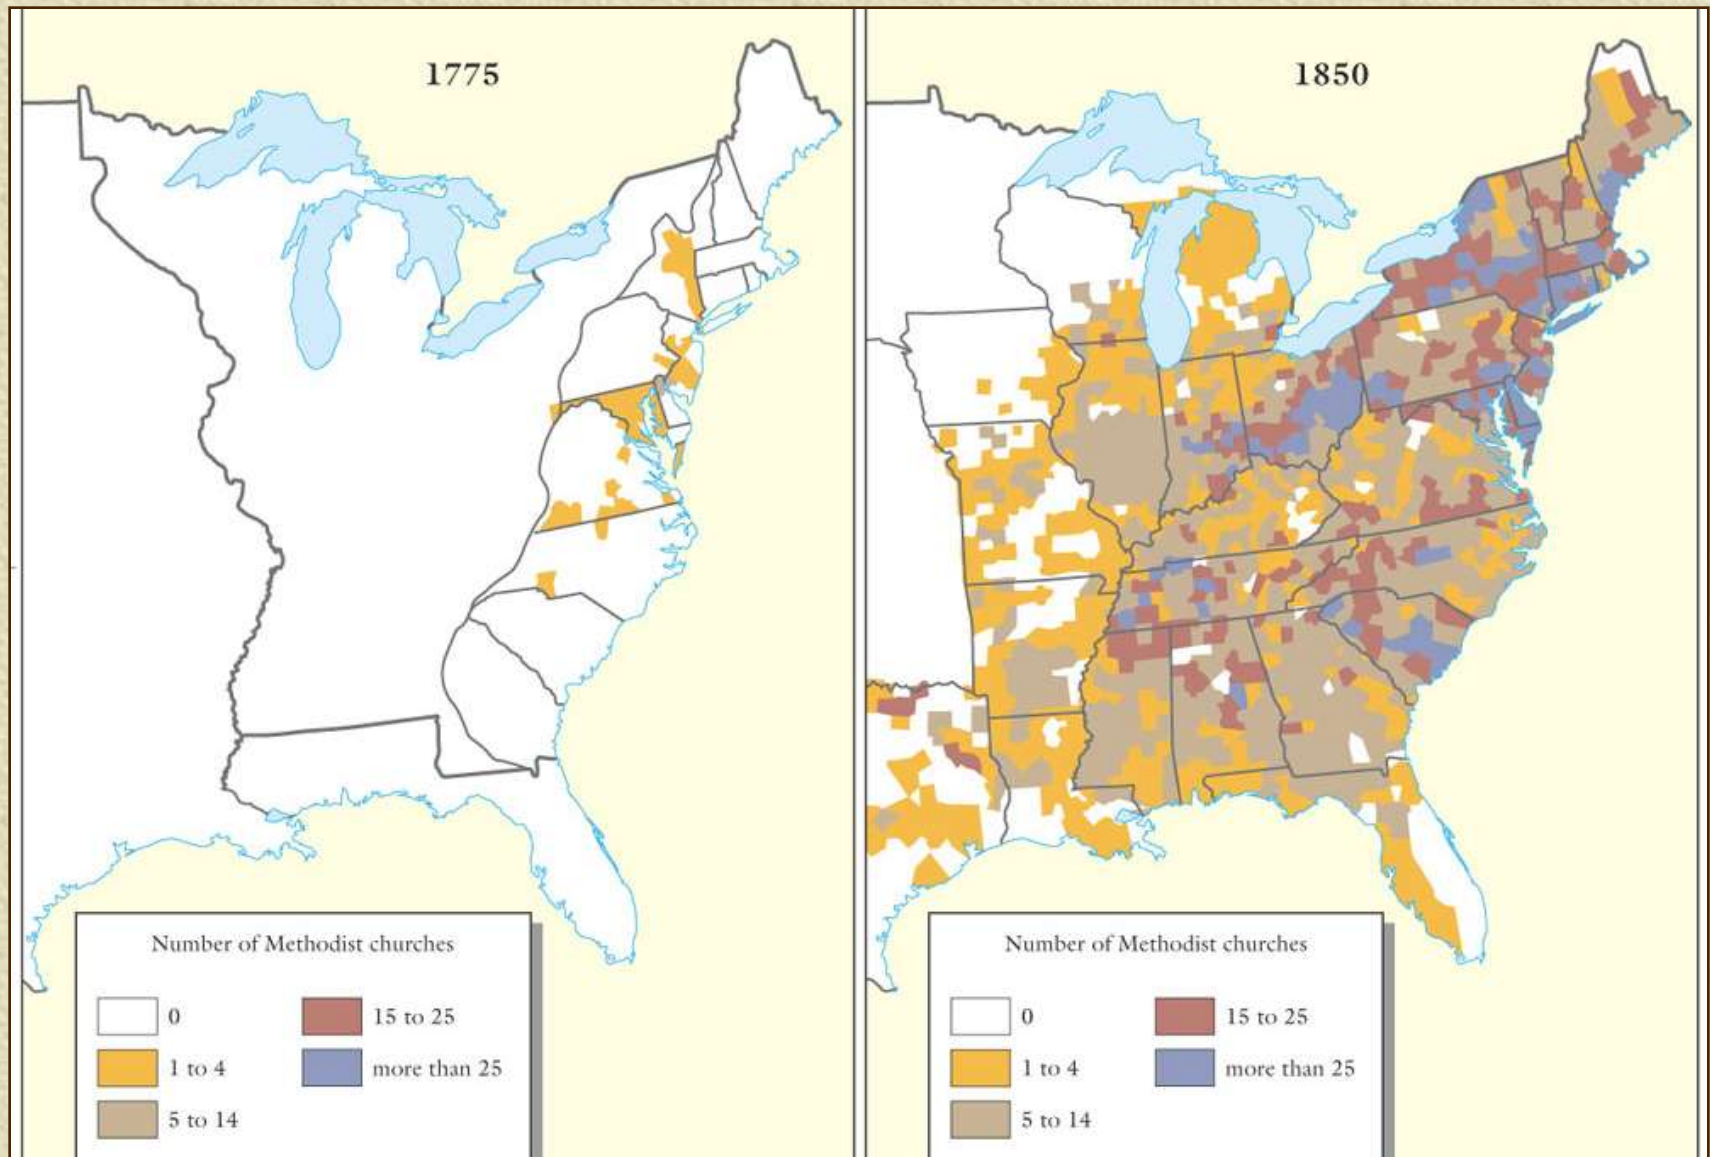 1775
Number of Methodist churches
0
1 to 4
5 to 14
15 to 25
more than 25
1850
Number of Methodist churches
0
1 to 4
5 to 14
15 to 25
more than 25